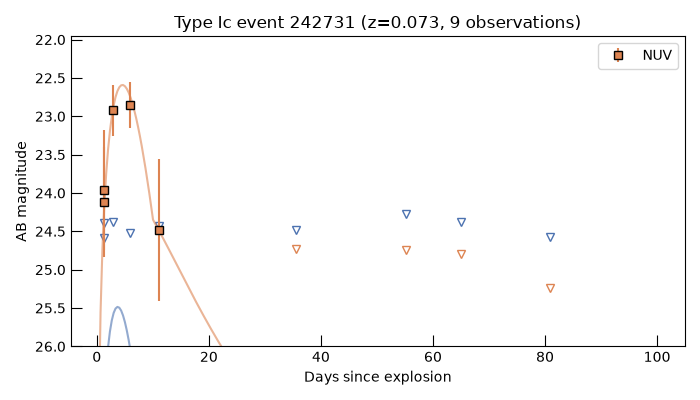 Type Ic event 242731 (z=0.073, 9 observations)
NUV
22.0
22.5
23.0
23.5
24.0
24.5
25.0
25.5
26.0
AB magnitude
0 20 40 60 80 100
Days since explosion